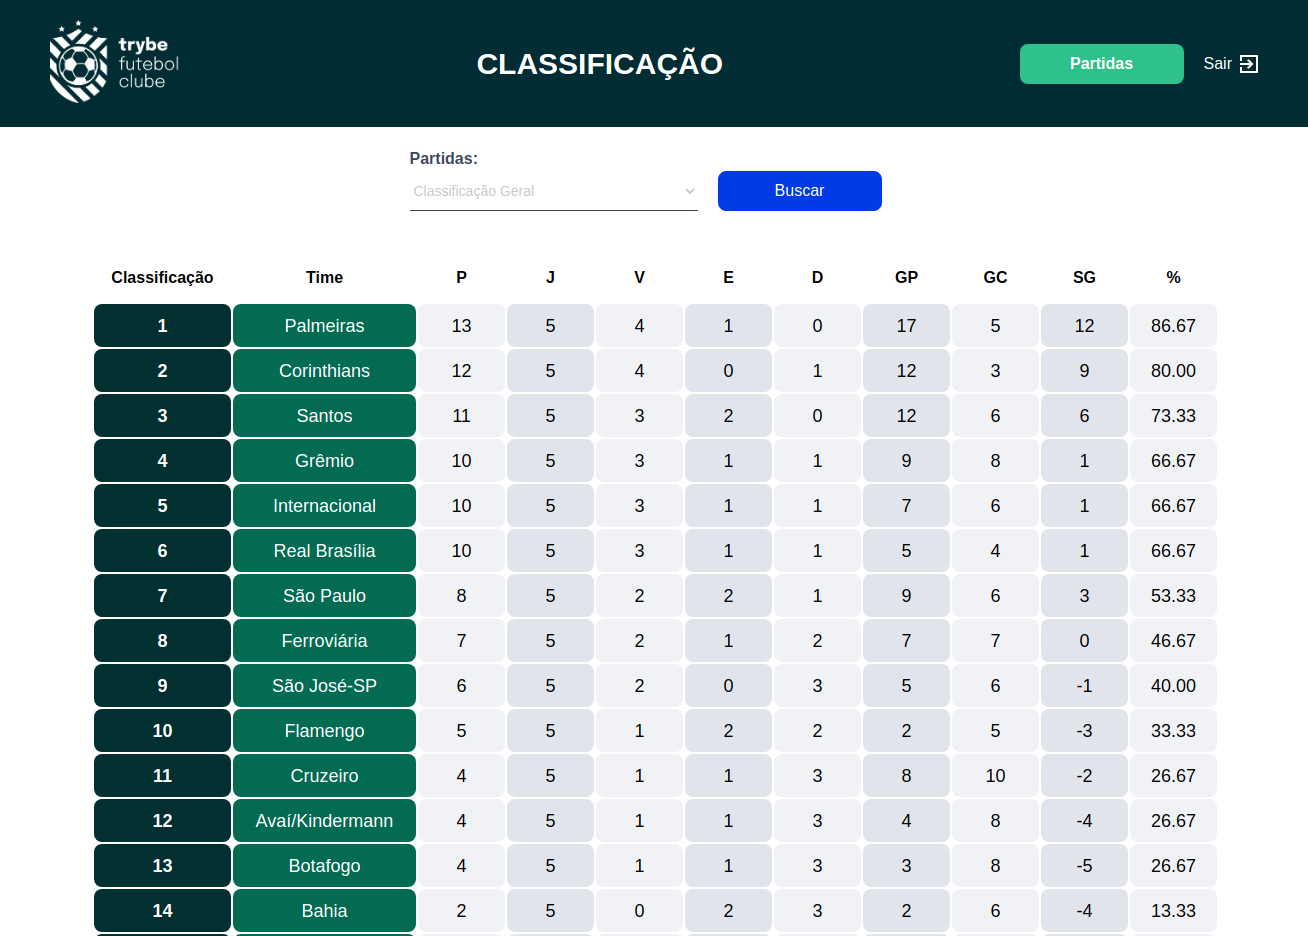 trybe
futebol
clube
CLASSIFICAÇÃO
Partidas
Sair
Partidas:
Classificação Geral
Buscar
Classificação Time P J V E D GP GC SG %
1 Palmeiras 13 5 4 1 0 17 5 12 86.67
2 Corinthians 12 5 4 0 1 12 3 9 80.00
3 Santos 11 5 3 2 0 12 6 6 73.33
4 Grêmio 10 5 3 1 1 9 8 1 66.67
5 Internacional 10 5 3 1 1 7 6 1 66.67
6 Real Brasília 10 5 3 1 1 5 4 1 66.67
7 São Paulo 8 5 2 2 1 9 6 3 53.33
8 Ferroviária 7 5 2 1 2 7 7 0 46.67
9 São José-SP 6 5 2 0 3 5 6 -1 40.00
10 Flamengo 5 5 1 2 2 2 5 -3 33.33
11 Cruzeiro 4 5 1 1 3 8 10 -2 26.67
12 Avaí/Kindermann 4 5 1 1 3 4 8 -4 26.67
13 Botafogo 4 5 1 1 3 3 8 -5 26.67
14 Bahia 2 5 0 2 3 2 6 -4 13.33